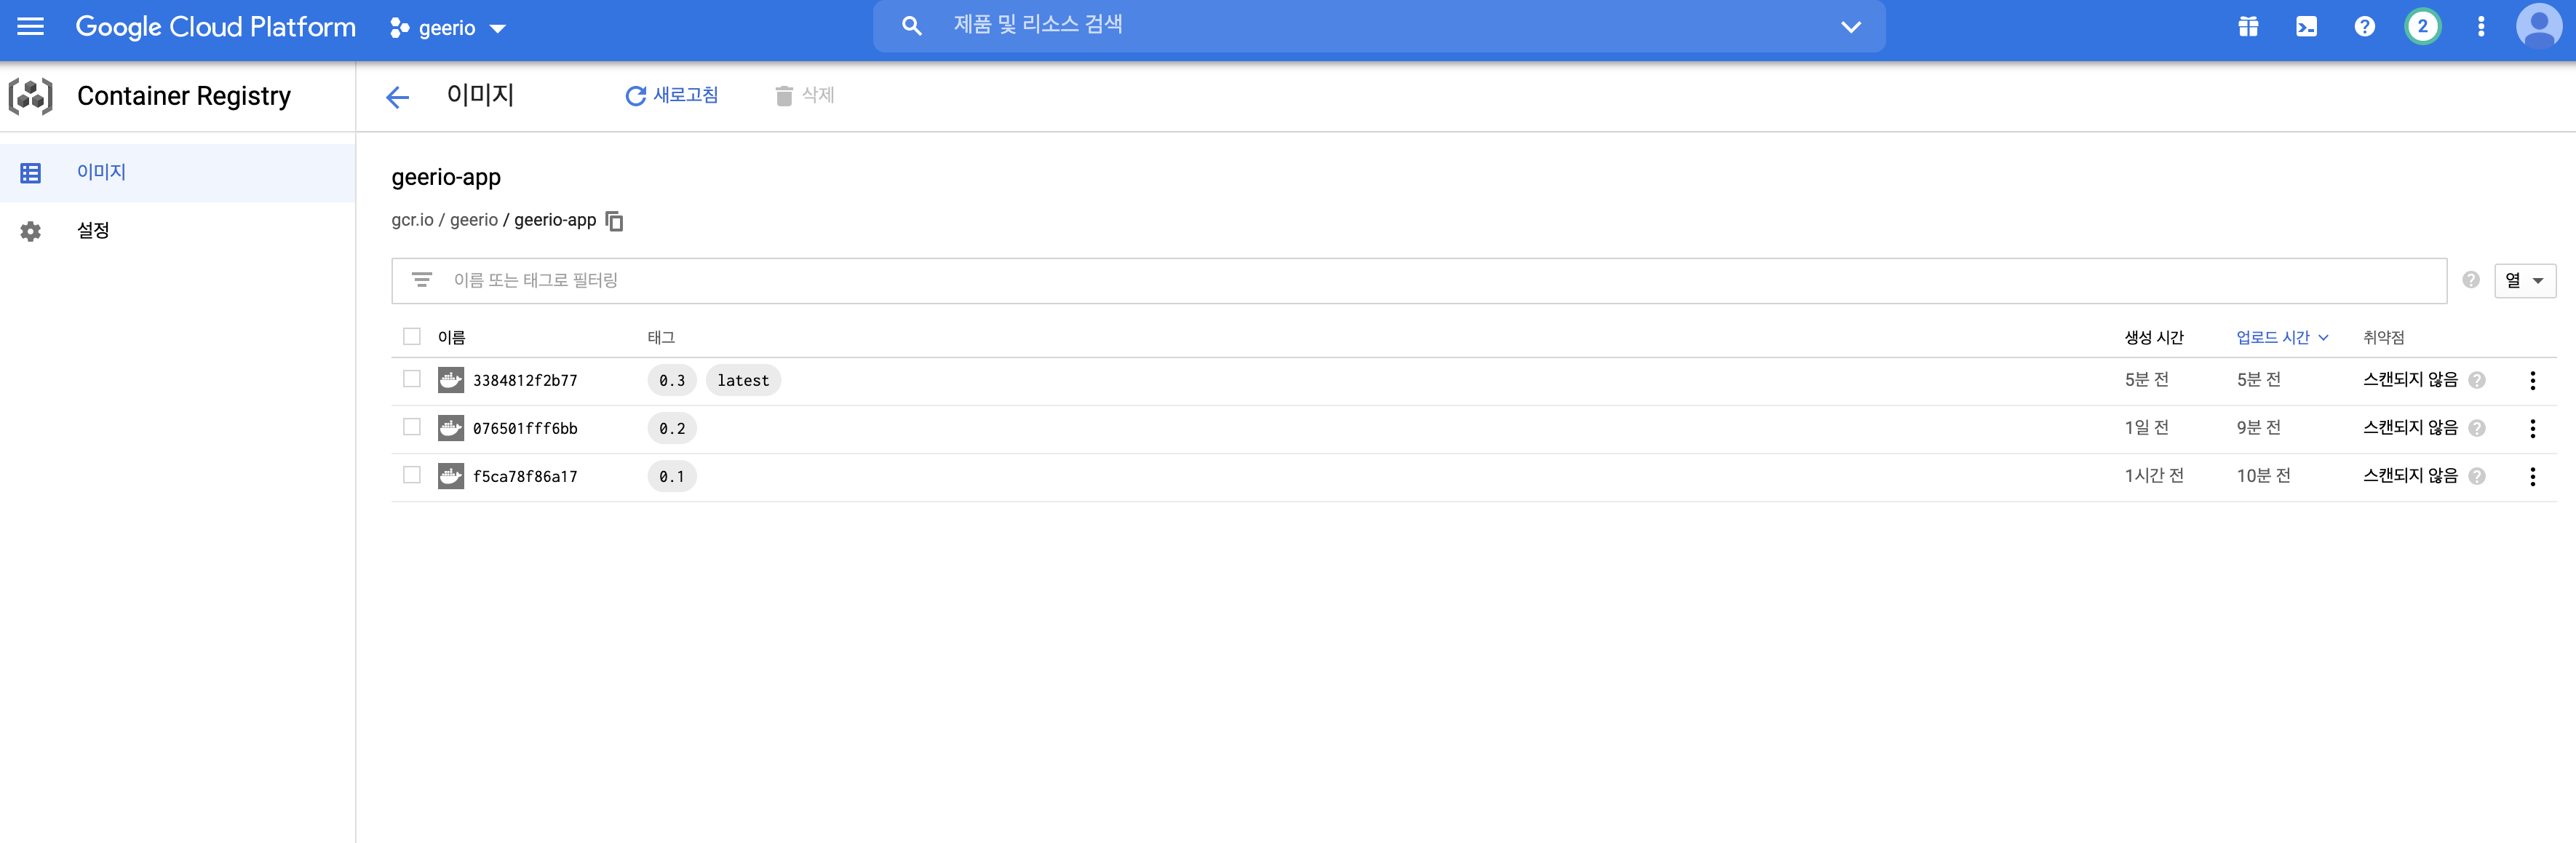 Google Cloud Platform geerio 제품 및 리소스 검색 2
Container Registry 이미지 새로고침 삭제
이미지
설정
geerio-app
gcr.io / geerio / geerio-app
이름 또는 태그로 필터링 열
이름 태그 생성 시간 업로드 시간 취약점
3384812f2b77 0.3 latest 5분 전 5분 전 스캔되지 않음
076501fff6bb 0.2 1일 전 9분 전 스캔되지 않음
f5ca78f86a17 0.1 1시간 전 10분 전 스캔되지 않음